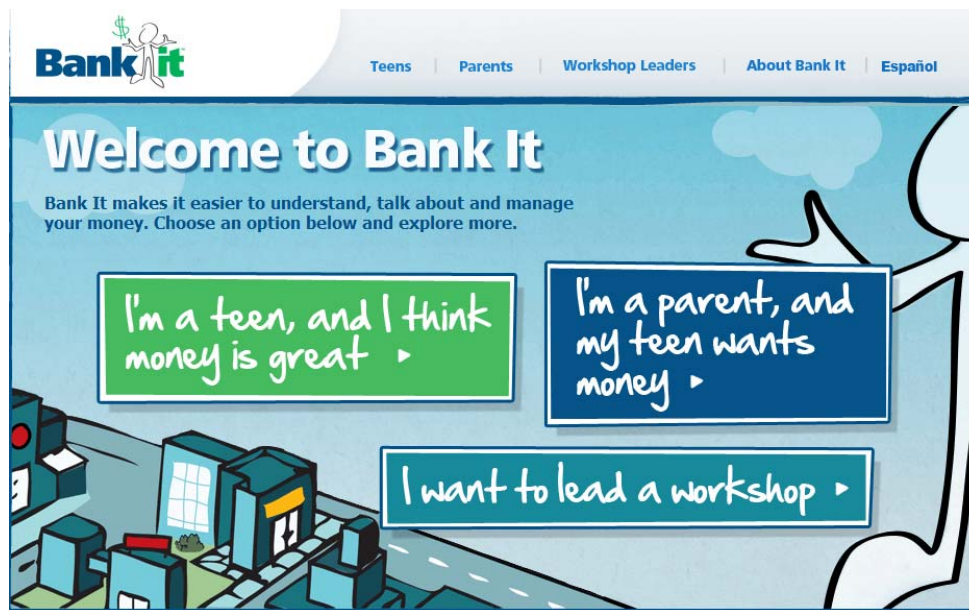 $
Bank it
Teens
Parents
Workshop Leaders
About Bank It
Español
Welcome to Bank It
Bank It makes it easier to understand, talk about and manage
your money. Choose an option below and explore more.
I'm a teen, and I think
money is great
I'm a parent, and
my teen wants
money
I want to lead a workshop